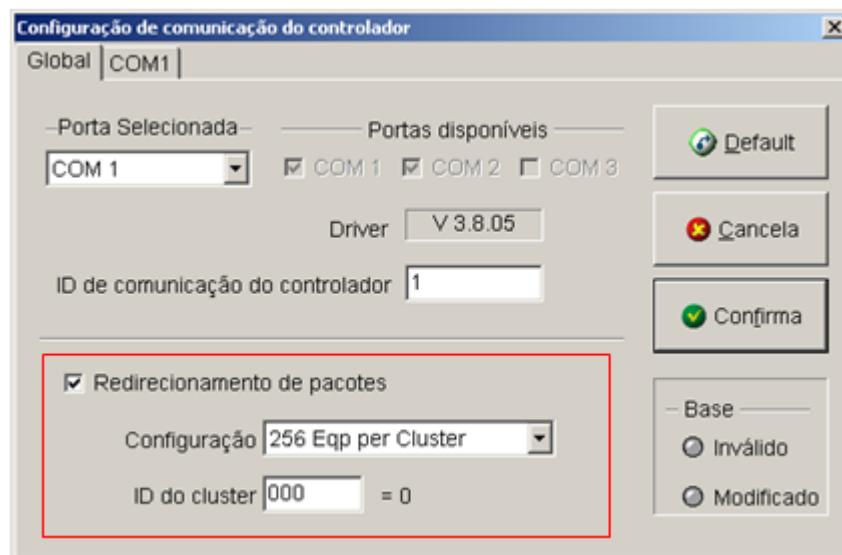 Configuração de comunicação do controlador
Global COM1
Porta Selecionada
Portas disponíveis
COM 1
COM 1 COM 2 COM 3
Driver V 3.8.05
ID de comunicação do controlador 1
Redirecionamento de pacotes
Configuração 256 Eqp per Cluster
ID do cluster 000 = 0
Default
Cancela
Confirma
Base
Inválido
Modificado